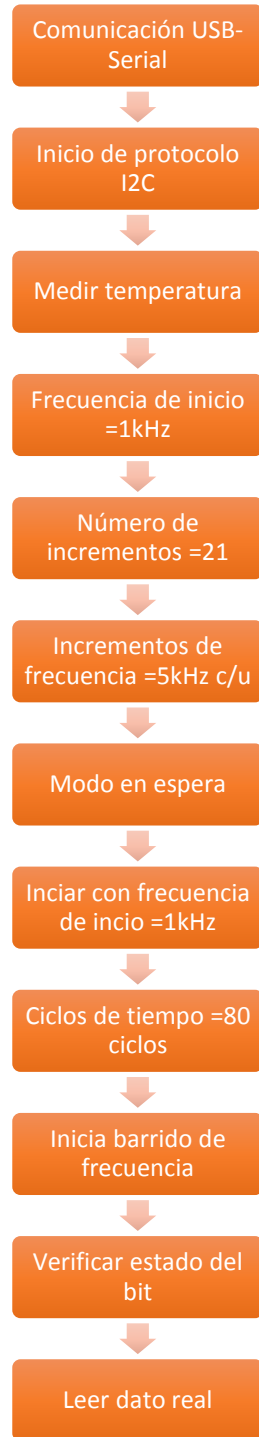 Comunicación USB-
Serial
Inicio de protocolo
I2C
Medir temperatura
Frecuencia de inicio
=1kHz
Número de
incrementos =21
Incrementos de
frecuencia =5kHz c/u
Modo en espera
Inciar con frecuencia
de incio =1kHz
Ciclos de tiempo =80
ciclos
Inicia barrido de
frecuencia
Verificar estado del
bit
Leer dato real